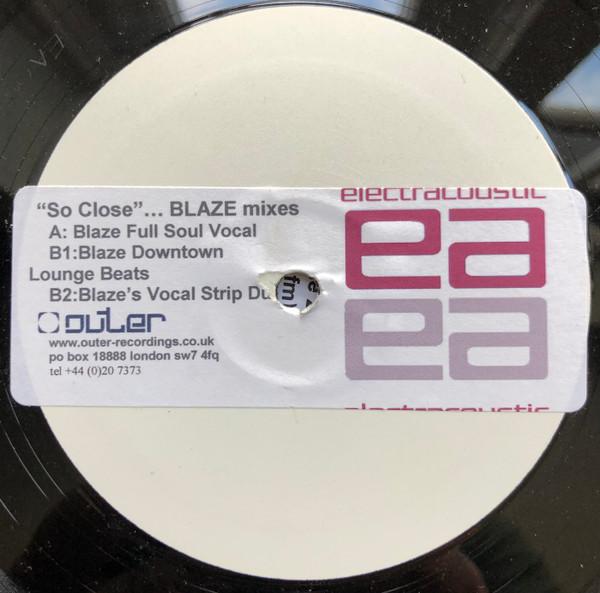 "So Close"... BLAZE mixes
A: Blaze Full Soul Vocal
B1:Blaze Downtown
Lounge Beats
B2:Blaze's Vocal Strip
outer
www.outer-recordings.co.uk
po box 18888 london sw7 4fq
tel +44 (0)20 7373
electracoustic
ea
ea
electracoustic